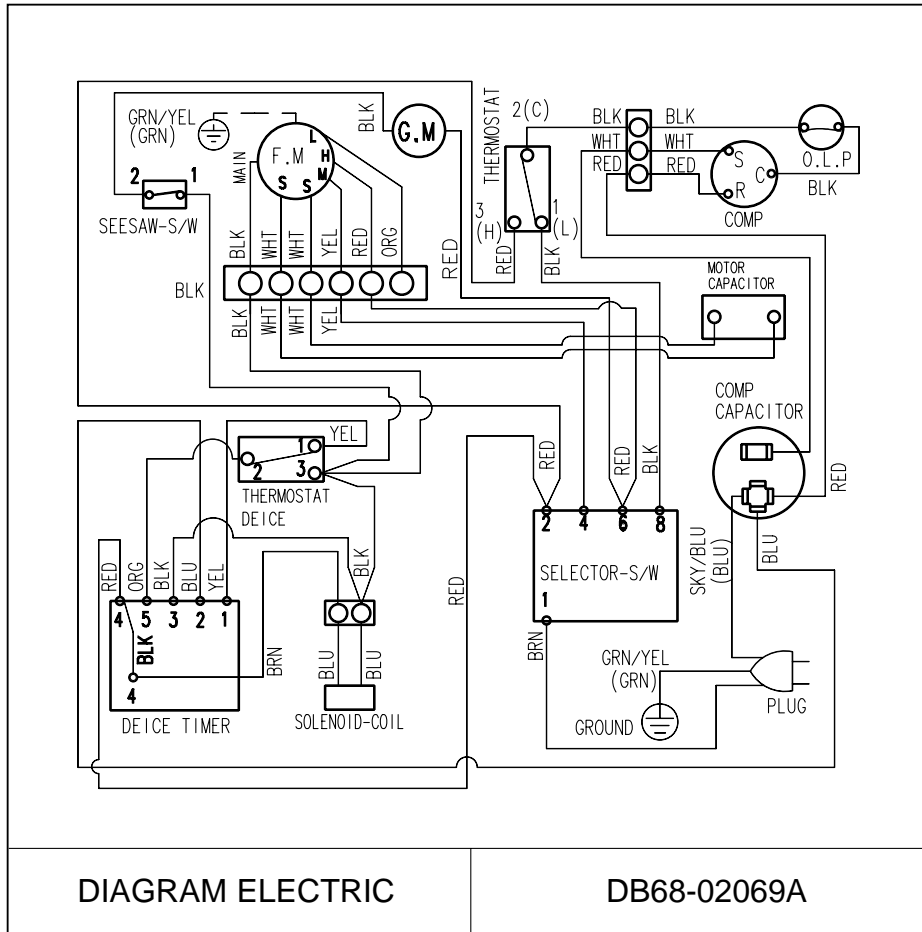 GRN/YEL
(GRN)
BLK
G.M
THERMOSTAT
2(C)
BLK
BLK
WHT
WHT
RED
RED
S
R
C
COMP
O.L.P
BLK
MAIN
F.M
L
H
M
S
S
2
1
SEESAW-S/W
3
(H)
1
(L)
RED
BLK
BLK
WHT
WHT
YEL
RED
ORG
RED
BLK
MOTOR
CAPACITOR
BLK
WHT
WHT
YEL
COMP
CAPACITOR
YEL
1
2
3
THERMOSTAT
DEICE
RED
RED
BLK
RED
2
4
6
8
SELECTOR-S/W
1
SKY/BLU
(BLU)
BLU
RED
ORG
BLK
BLU
YEL
BLK
RED
4
5
3
2
1
BLK
4
BRN
BLU
BLU
DEICE TIMER
SOLENOID-COIL
BRN
GRN/YEL
(GRN)
GROUND
PLUG
DIAGRAM ELECTRIC
DB68-02069A